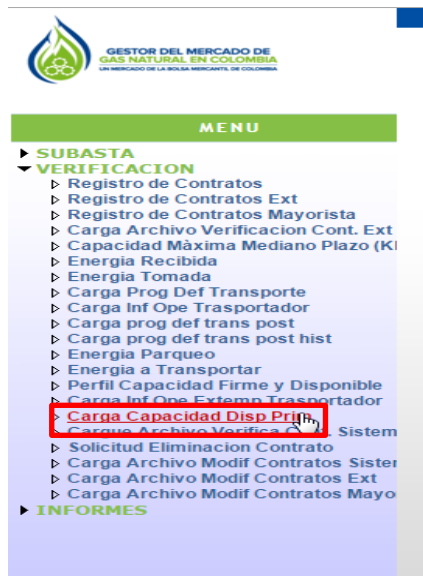 GESTOR DEL MERCADO DE
GAS NATURAL EN COLOMBIA
UN MERCADO DE LA BOLSA MERCANTIL DE COLOMBIA
MENU
SUBASTA
VERIFICACION
Registro de Contratos
Registro de Contratos Ext
Registro de Contratos Mayorista
Carga Archivo Verificacion Cont. Ext
Capacidad Màxima Mediano Plazo (KI
Energia Recibida
Energia Tomada
Carga Prog Def Transporte
Carga Inf Ope Trasportador
Carga prog def trans post
Carga prog def trans post hist
Energia Parqueo
Energia a Transportar
Perfil Capacidad Firme y Disponible
Carga Inf Ope Extemp Trasportador
Carga Capacidad Disp Prim
Cargue Archivo Verifica Sistem
Solicitud Eliminacion Contrato
Carga Archivo Modif Contratos Sister
Carga Archivo Modif Contratos Ext
Carga Archivo Modif Contratos Mayo
INFORMES